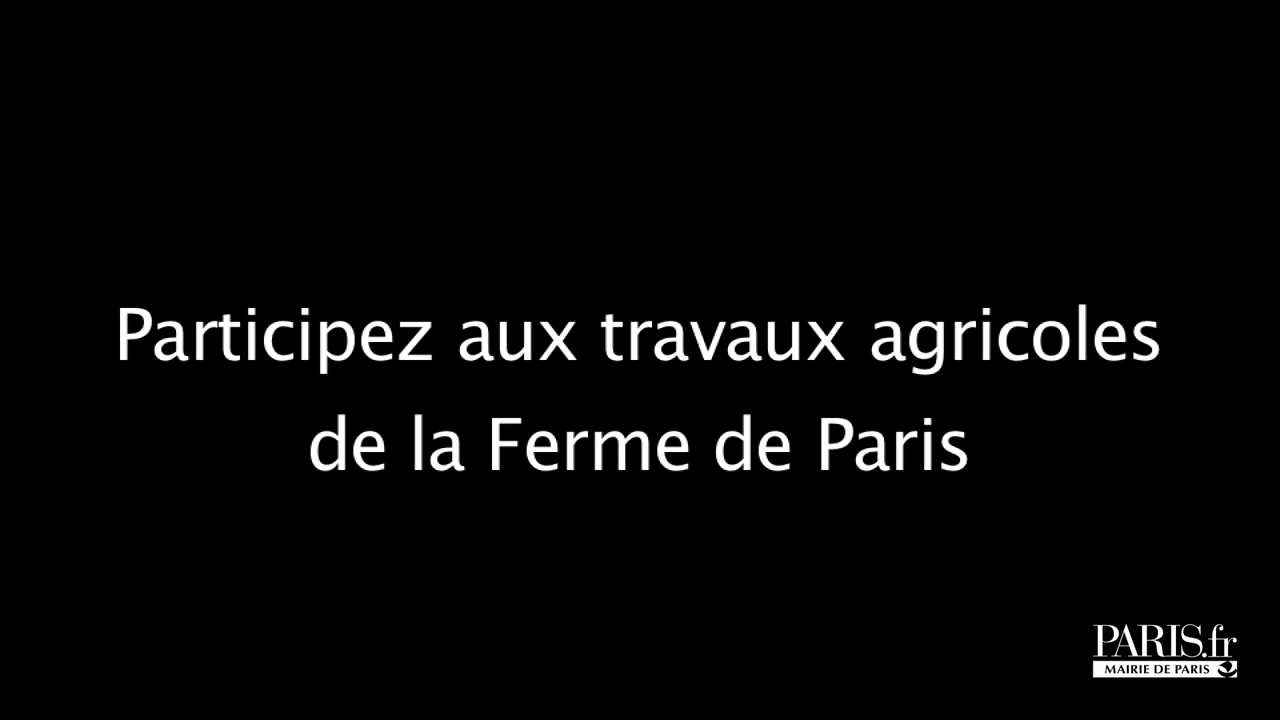 Participez aux travaux agricoles
de la Ferme de Paris
PARIS.fr
MAIRIE DE PARIS